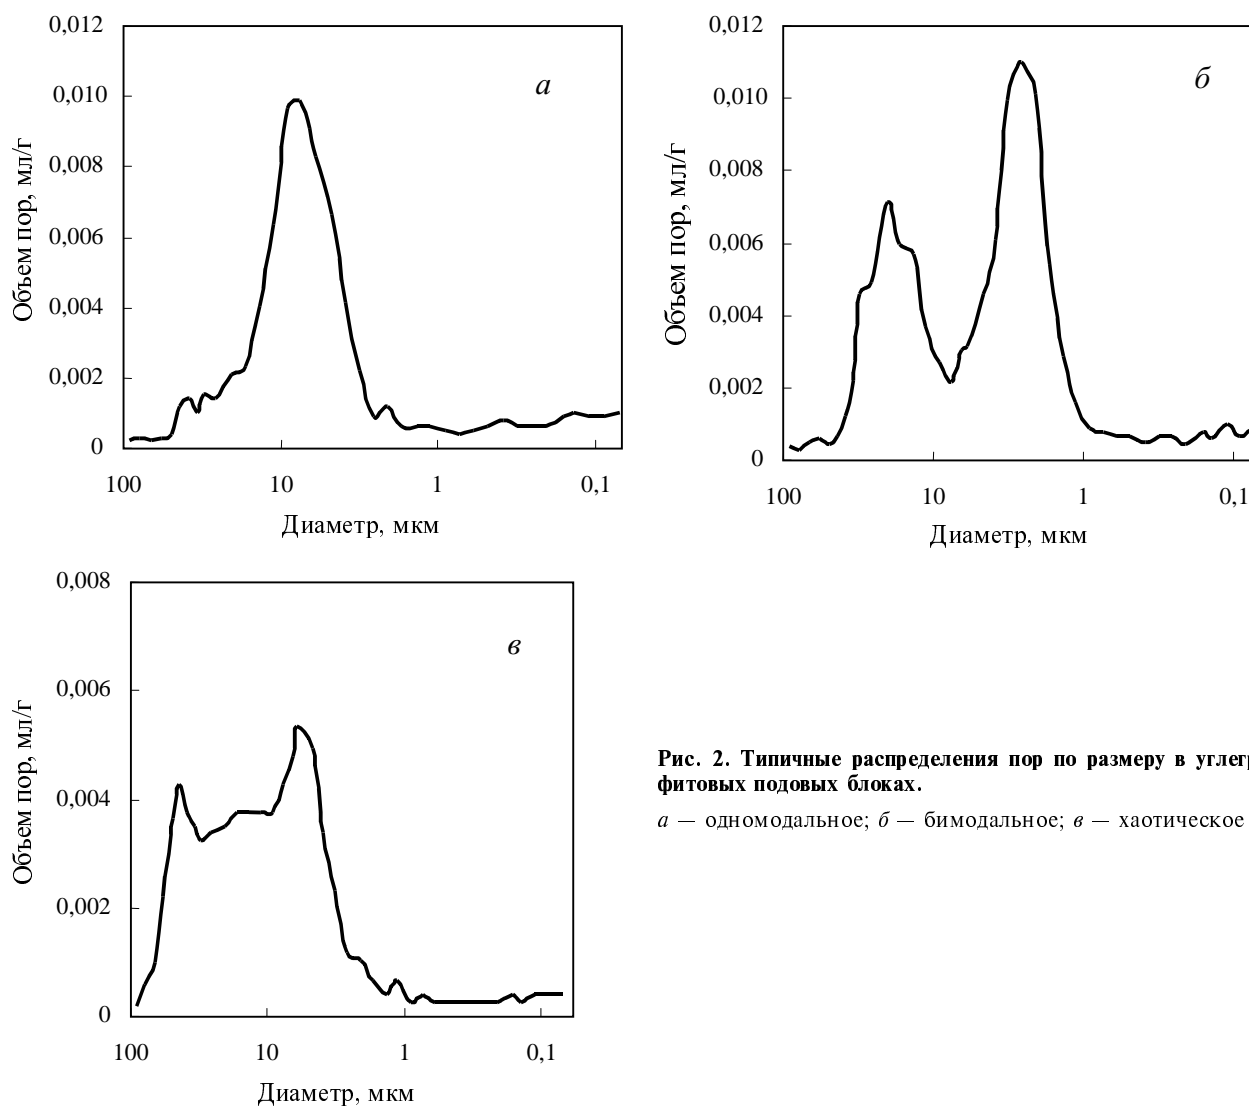 0,012
0,010
0,008
0,006
0,004
0,002
0
Объем пор, мл/г
а
100 10 1 0,1
Диаметр, мкм
0,012
0,010
0,008
0,006
0,004
0,002
0
Объем пор, мл/г
б
100 10 1 0,1
Диаметр, мкм
0,008
0,006
0,004
0,002
0
Объем пор, мл/г
в
100 10 1 0,1
Диаметр, мкм
Рис. 2. Типичные распределения пор по размеру в углегр
фитовых подовых блоках.
а — одномодальное; б — бимодальное; в — хаотическое